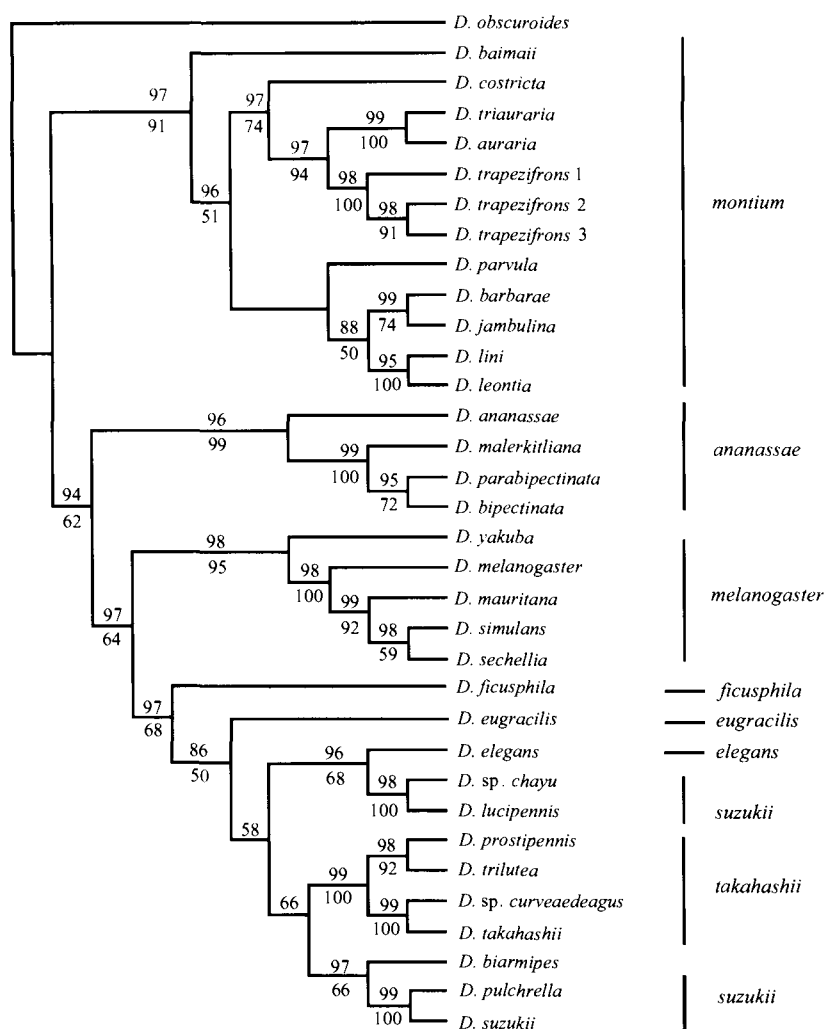 D. obscuroides
D. baimaii
97
91
D. costricta
97
74
D. triauraria
99
100
D. auraria
97
94
D. trapezifrons 1
98
100
96
51
D. trapezifrons 2
98
91
D. trapezifrons 3
montium
D. parvula
D. barbarae
99
74
D. jambulina
88
50
D. lini
95
100
D. leontia
D. ananassae
96
99
D. malerkitliana
99
100
ananassae
D. parabipectinata
95
72
D. bipectinata
94
62
D. yakuba
98
95
D. melanogaster
98
100
D. mauritana
99
92
melanogaster
D. simulans
98
59
D. sechellia
97
64
D. ficusphila
ficusphila
97
68
D. eugracilis
eugracilis
86
50
D. elegans
elegans
96
68
D. sp. chayu
98
100
D. lucipennis
suzukii
58
D. prostipennis
98
92
D. trilutea
99
100
takahashii
D. sp. curveaedeagus
99
100
D. takahashii
66
D. biarmipes
97
66
D. pulchrella
99
100
suzukii
D. suzukii